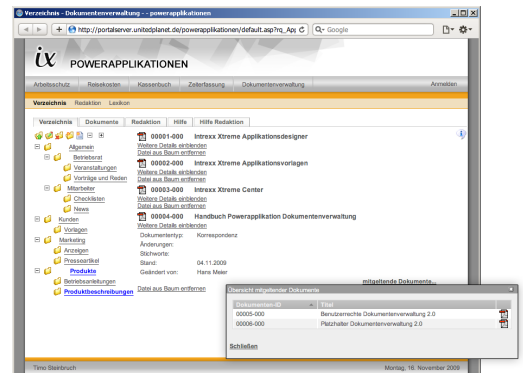 Verzeichnis - Dokumentenverwaltung - - powerapplikationen
http://portalserver.unitedplanet.de/powerapplikationen/default.asp?rq_App
Google
ix POWERAPPLIKATIONEN
Arbeitsschutz Reisekosten Kassenbuch Zeiterfassung Dokumentenverwaltung Anmelden
Verzeichnis Redaktion Lexikon
Verzeichnis Dokumente Redaktion Hilfe Hilfe Redaktion
Allgemein
Betriebsrat
Veranstaltungen
Vorträge und Reden
Mitarbeiter
Checklisten
News
Kunden
Vorlagen
Marketing
Anzeigen
Presseartikel
Produkte
Betriebsanleitungen
Produktbeschreibungen
00001-000 Intrexx Xtreme Applikationsdesigner
Weitere Details einblenden
Datei aus Baum entfernen
00002-000 Intrexx Xtreme Applikationsvorlagen
Weitere Details einblenden
Datei aus Baum entfernen
00003-000 Intrexx Xtreme Center
Weitere Details einblenden
Datei aus Baum entfernen
00004-000 Handbuch Powerapplikation Dokumentenverwaltung
Weitere Details einblenden
Dokumententyp: Korrespondenz
Änderungen:
Stichworte:
Stand: 04.11.2009
Geändert von: Hans Meier
mitgeltende Dokumente...
Datei aus Baum entfernen
Übersicht mitgeltender Dokumente
Dokumenten-ID Titel
00005-000 Benutzerrechte Dokumentenverwaltung 2.0
00006-000 Platzhalter Dokumentenverwaltung 2.0
Schließen
Timo Steinbruch Montag, 16. November 2009